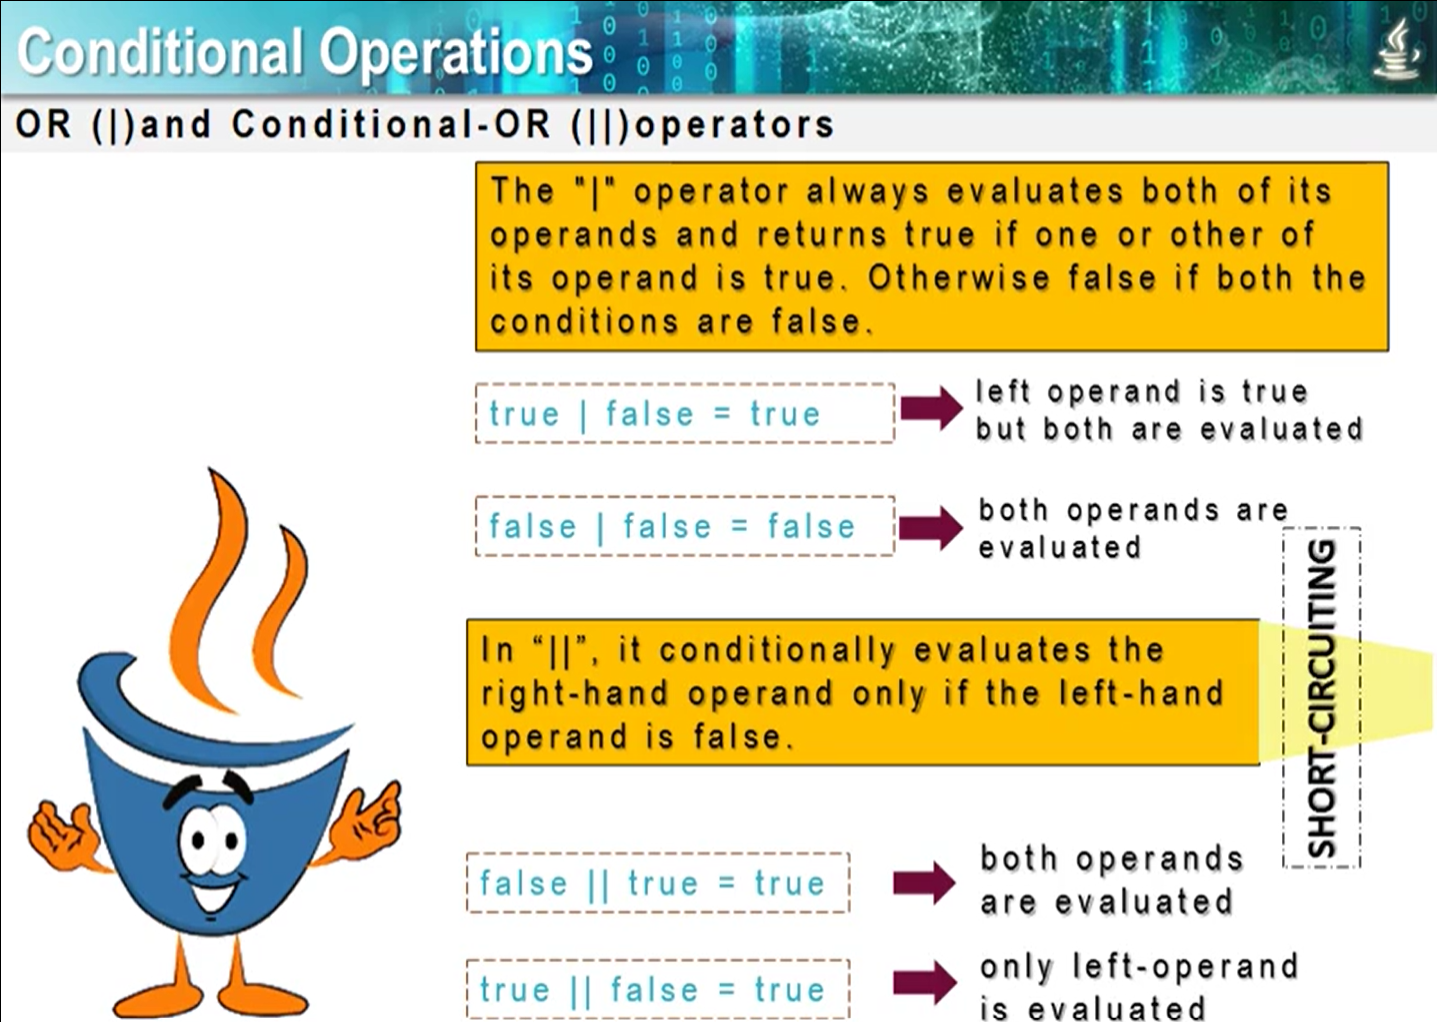 Conditional Operations
OR (|)and Conditional-OR (||)operators
The "|" operator always evaluates both of its
operands and returns true if one or other of
its operand is true. Otherwise false if both the
conditions are false.
true | false = true
left operand is true
but both are evaluated
false | false = false
both operands are
evaluated
In “||”, it conditionally evaluates the
right-hand operand only if the left-hand
operand is false.
SHORT-CIRCUITING
false || true = true
both operands
are evaluated
true || false = true
only left-operand
is evaluated